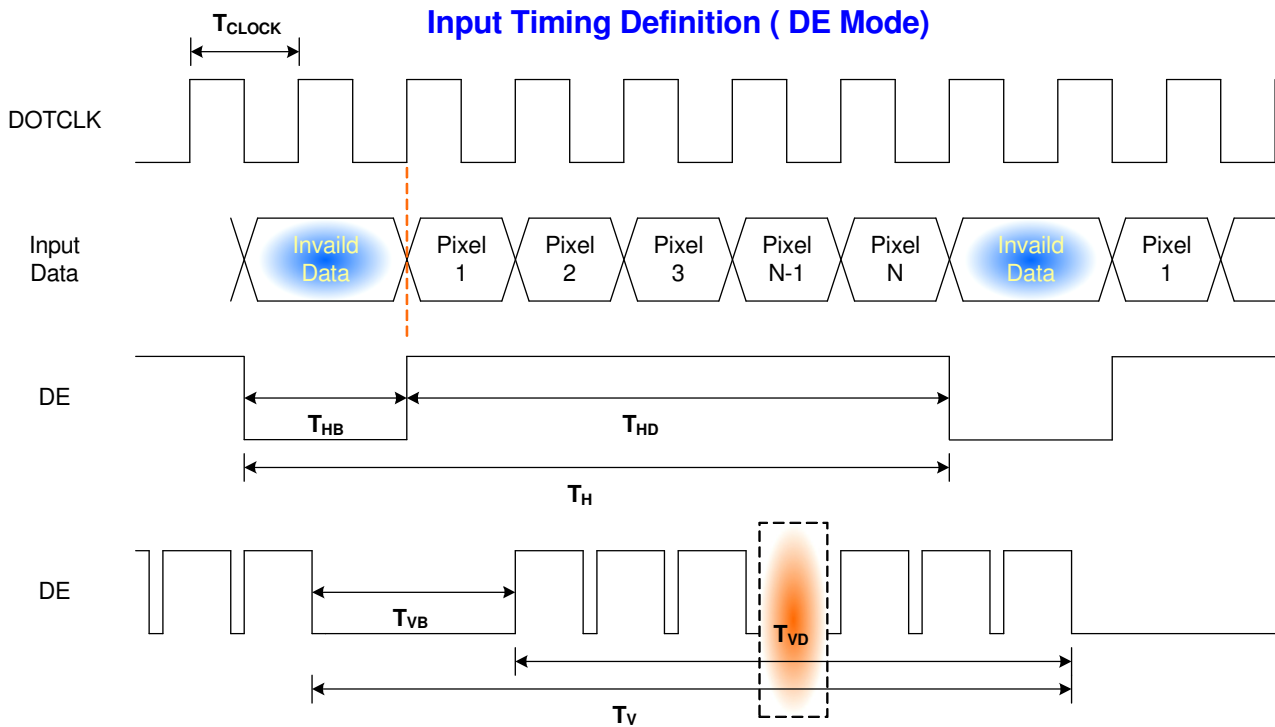 Input Timing Definition ( DE Mode)
TCLOCK
DOTCLK
Input
Data
Invaild
Data
Pixel
1
Pixel
2
Pixel
3
Pixel
N-1
Pixel
N
Invaild
Data
Pixel
1
DE
THB
THD
TH
DE
TVB
TVD
TV